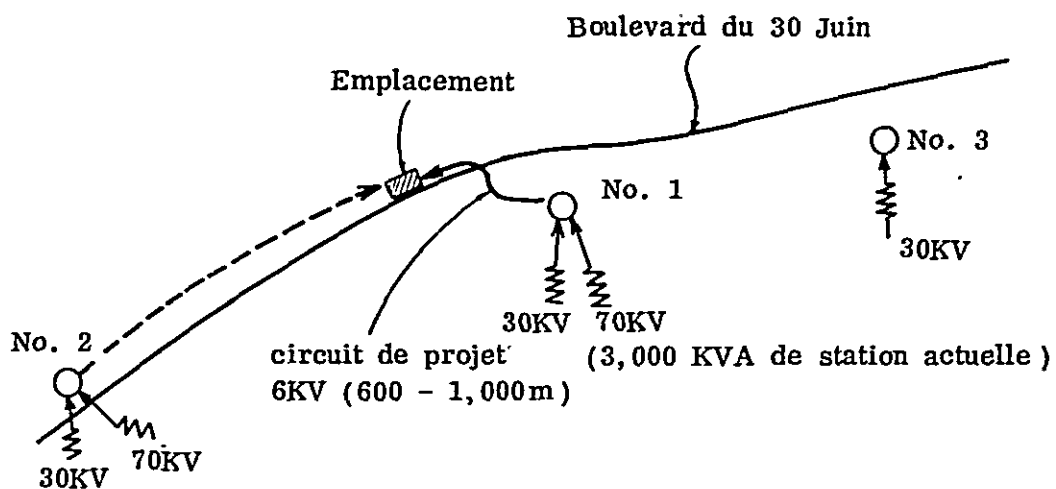 Boulevard du 30 Juin
Emplacement
No. 3
No. 1
30KV
30KV 70KV
No. 2
circuit de projet (3,000 KVA de station actuelle)
6KV (600 - 1,000m)
70KV
30KV